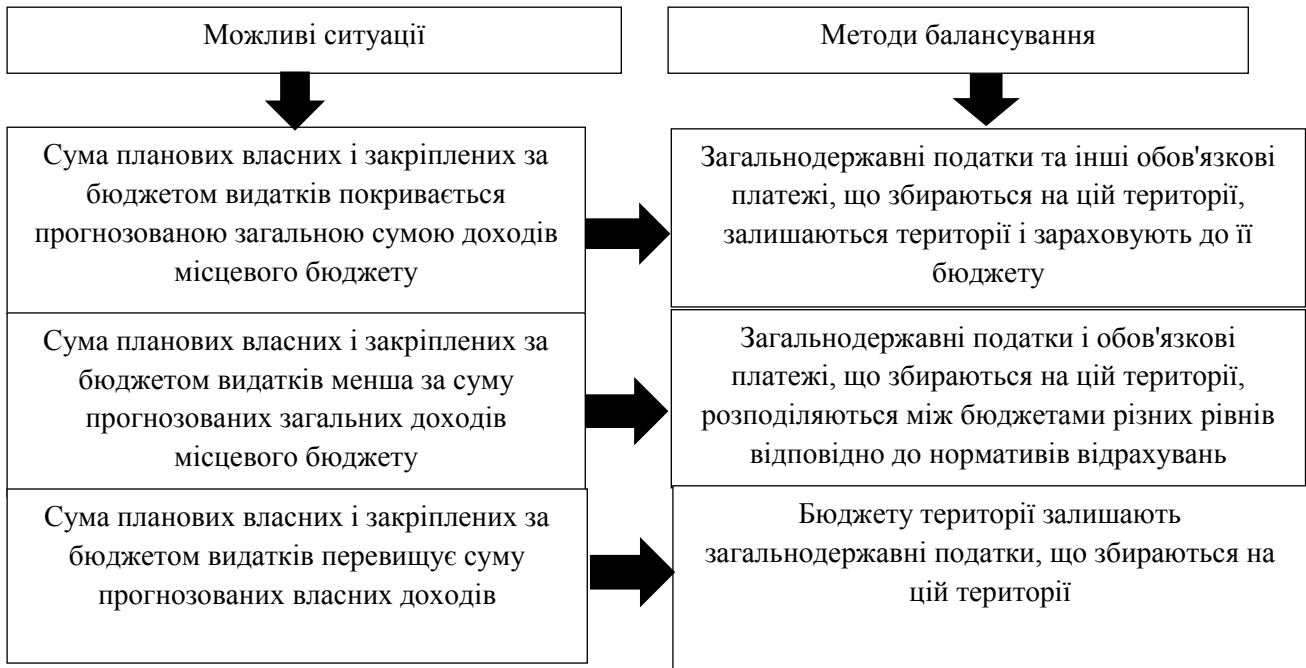 Можливі ситуації
Методи балансування
Сума планових власних і закріплених за
бюджетом видатків покривається
прогнозованою загальною сумою доходів
місцевого бюджету
Загальнодержавні податки та інші обов'язкові
платежі, що збираються на цій території,
залишаються території і зараховують до її
бюджету
Сума планових власних і закріплених за
бюджетом видатків менша за суму
прогнозованих загальних доходів
місцевого бюджету
Загальнодержавні податки і обов'язкові
платежі, що збираються на цій території,
розподіляються між бюджетами різних рівнів
відповідно до нормативів відрахувань
Сума планових власних і закріплених за
бюджетом видатків перевищує суму
прогнозованих власних доходів
Бюджету території залишають
загальнодержавні податки, що збираються на
цій території